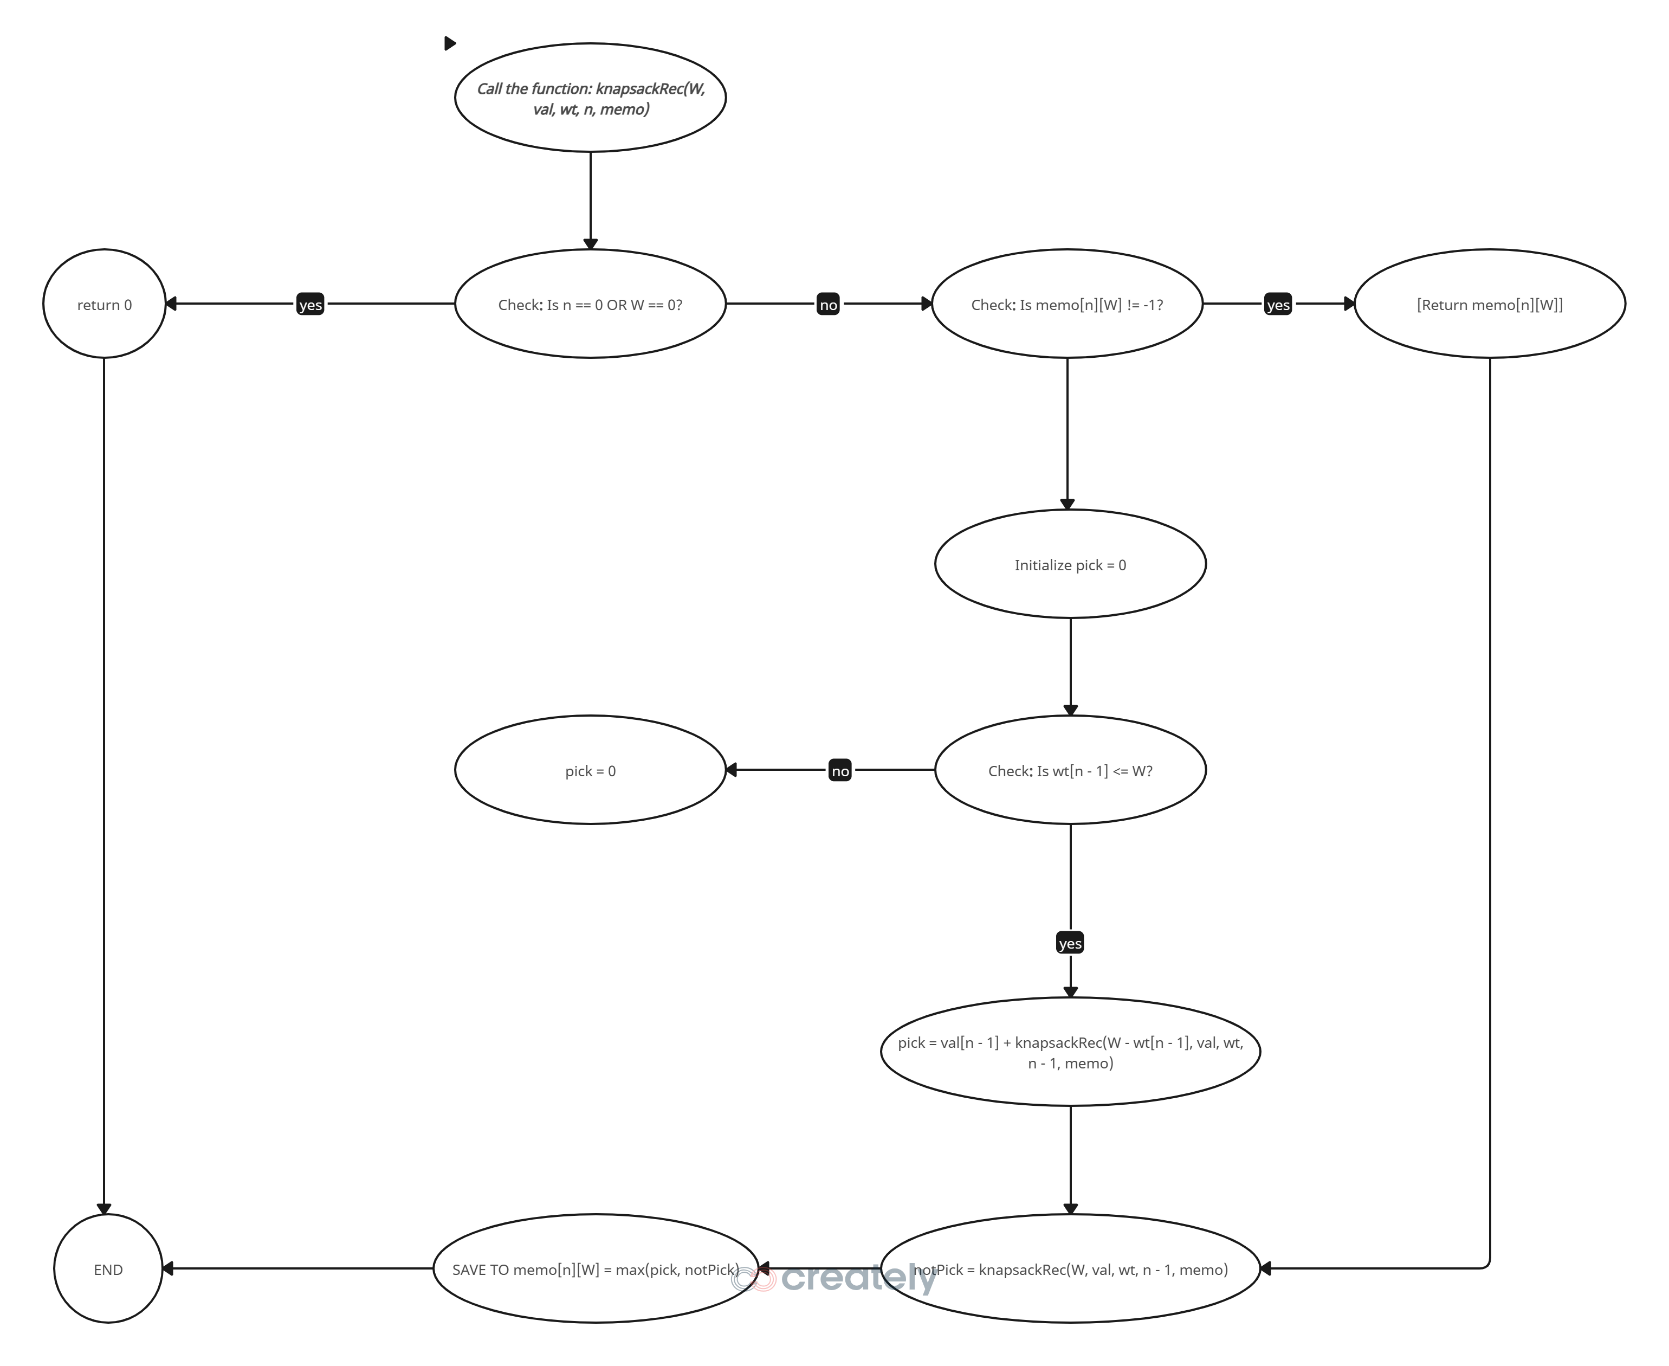 Call the function: knapsackRec(W,
val, wt, n, memo)
return 0
yes
Check: Is n == 0 OR W == 0?
no
Check: Is memo[n][W] != -1?
yes
[Return memo[n][W]]
Initialize pick = 0
pick = 0
no
Check: Is wt[n - 1] <= W?
yes
pick = val[n - 1] + knapsackRec(W - wt[n - 1], val, wt,
n - 1, memo)
END
SAVE TO memo[n][W] = max(pick, notPick)
notPick = knapsackRec(W, val, wt, n - 1, memo)
creately